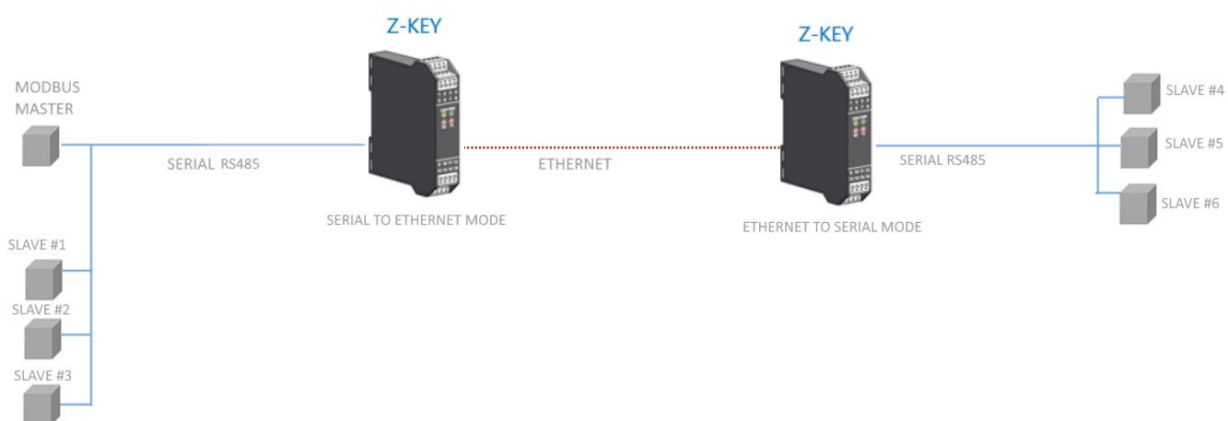 Z-KEY
Z-KEY
MODBUS
MASTER
SERIAL RS485
ETHERNET
SERIAL RS485
SLAVE #4
SLAVE #5
SLAVE #6
SERIAL TO ETHERNET MODE
ETHERNET TO SERIAL MODE
SLAVE #1
SLAVE #2
SLAVE #3